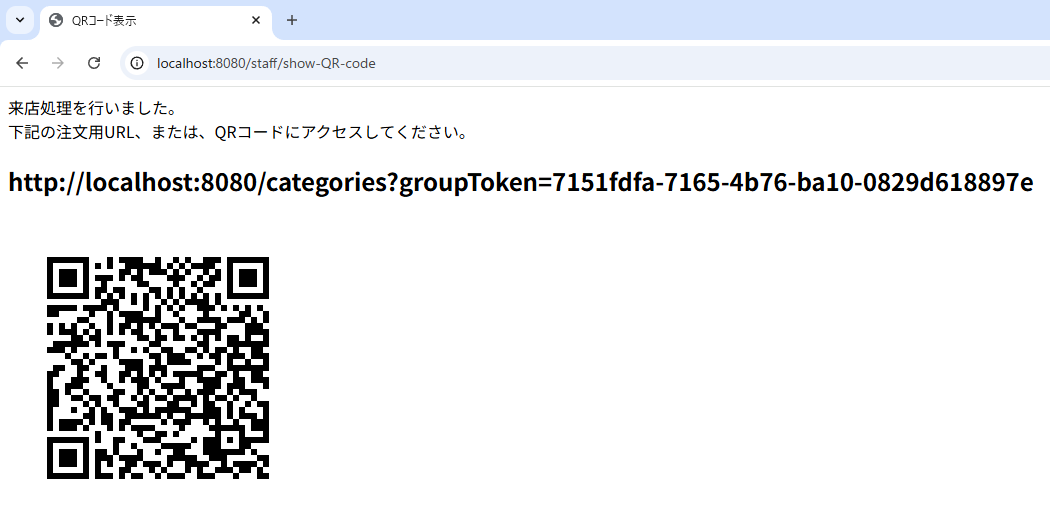 QRコード表示
localhost:8080/staff/show-QR-code
来店処理を行いました。
下記の注文用URL、または、QRコードにアクセスしてください。
http://localhost:8080/categories?groupToken=7151fdfa-7165-4b76-ba10-0829d618897e